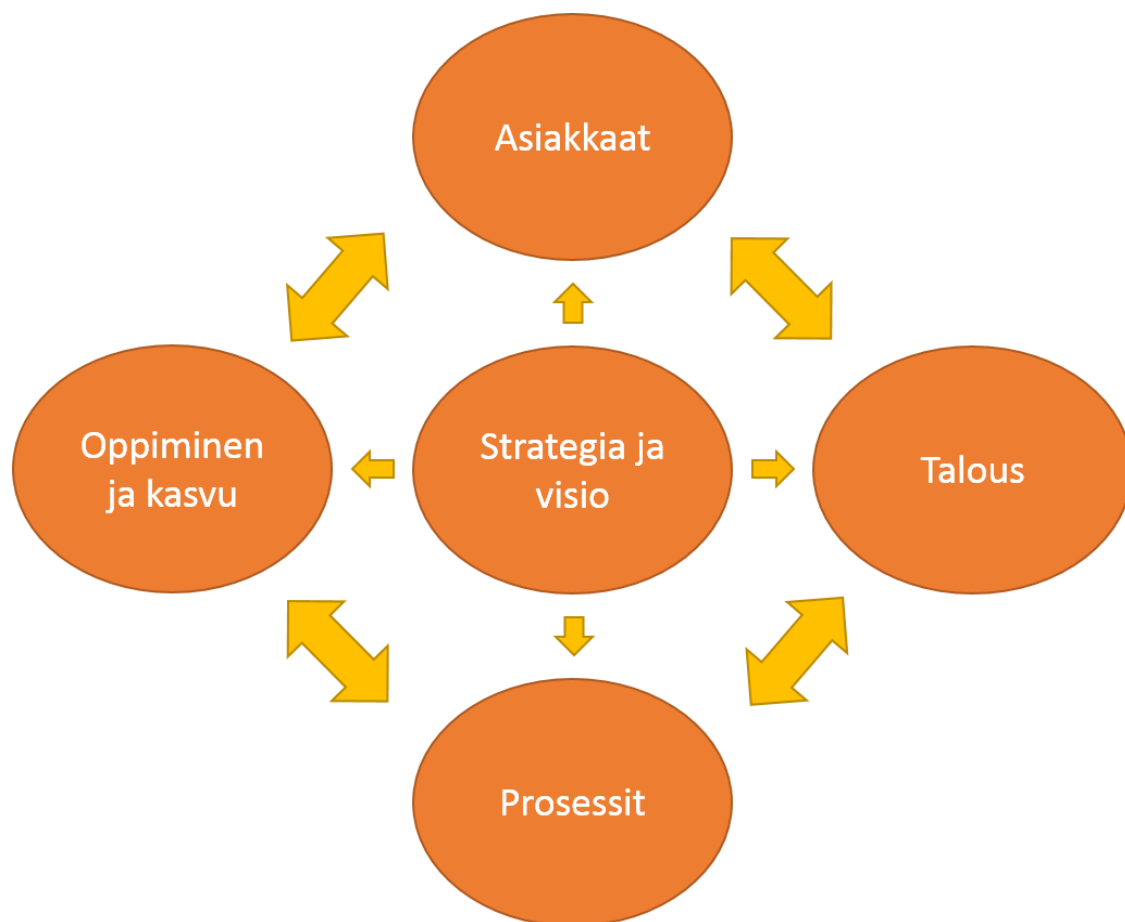 Asiakkaat
Oppiminen
ja kasvu
Strategia ja
visio
Talous
Prosessit